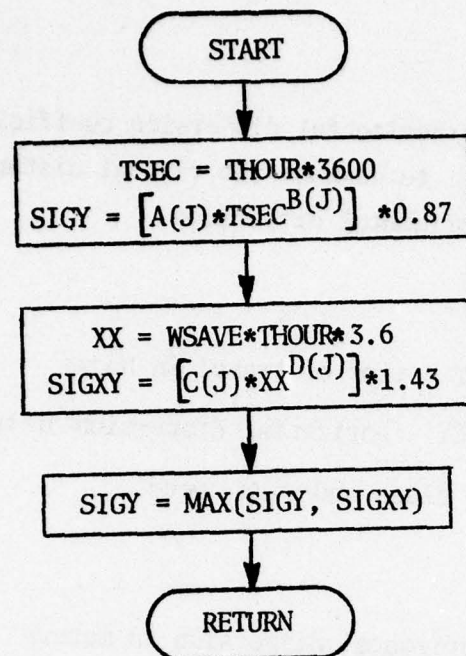 START
TSEC = THOUR*3600
SIGY = [A(J)*TSEC^B(J)] *0.87
XX = WSAVE*THOUR*3.6
SIGXY = [C(J)*XX^D(J)]*1.43
SIGY = MAX(SIGY, SIGXY)
RETURN